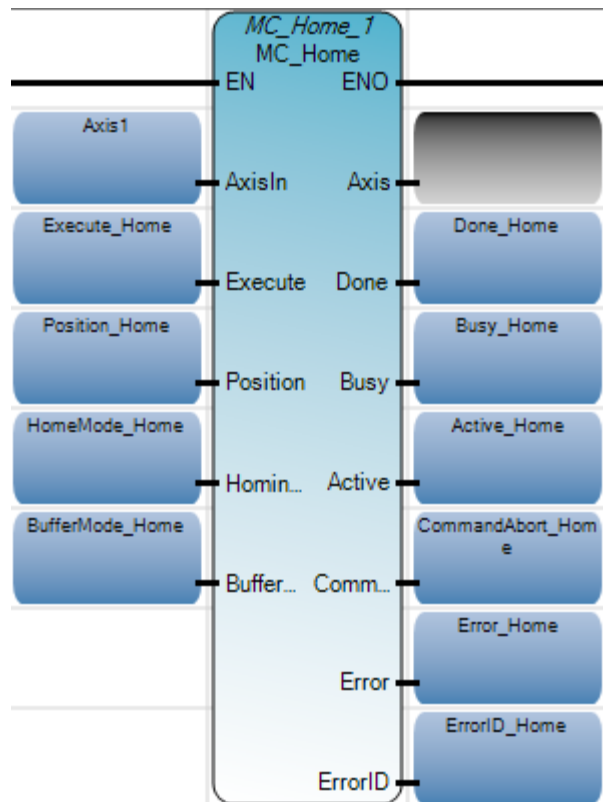 MC_Home_1
MC_Home
EN ENO
Axis1
AxisIn Axis
Execute_Home Done_Home
Execute Done
Position_Home Busy_Home
Position Busy
HomeMode_Home Active_Home
Homin... Active
BufferMode_Home CommandAbort_Hom
e
Buffer... Comm...
Error_Home
Error
ErrorID_Home
ErrorID